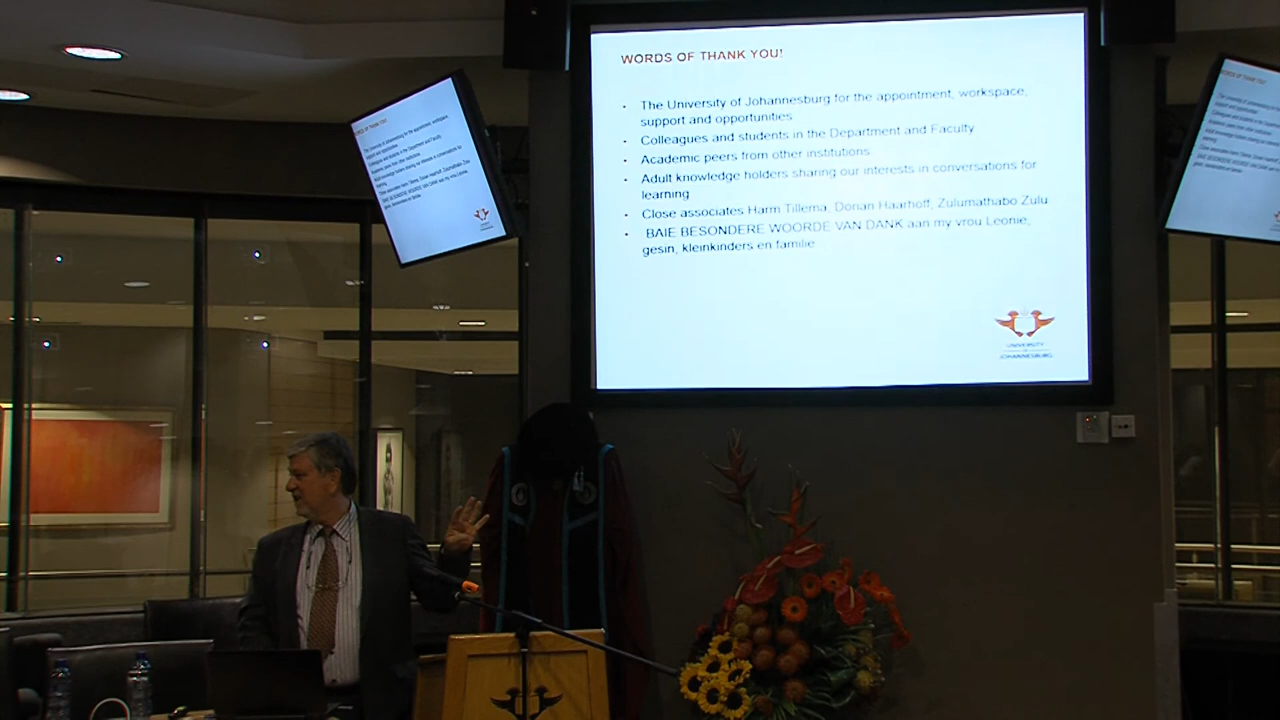 WORDS OF THANK YOU!
• The University of Johannesburg for the appointment, workspace,
support and opportunities
• Colleagues and students in the Department and Faculty
• Academic peers from other institutions
• Adult knowledge holders sharing our interests in conversations for
learning
• Close associates Harm Tillema, Dorian Haarhoff, Zulumathabo Zulu
• BAIE BESONDERE WOORDE VAN DANK aan my vrou Leonie,
gesin, kleinkinders en familie
UNIVERSITY
OF
JOHANNESBURG